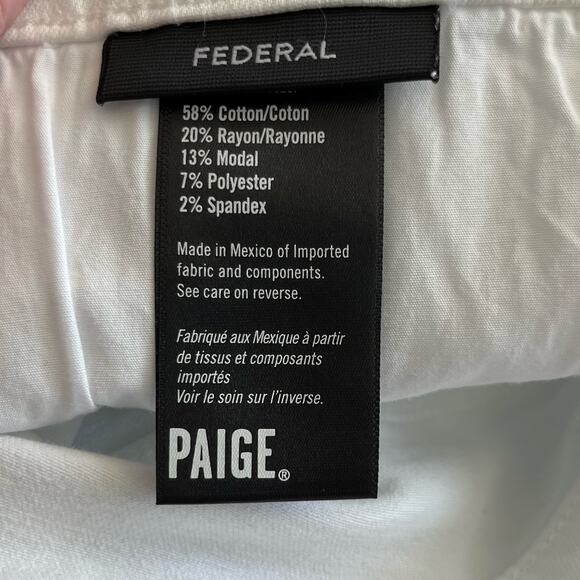 FEDERAL
58% Cotton/Coton
20% Rayon/Rayonne
13% Modal
7% Polyester
2% Spandex
Made in Mexico of Imported
fabric and components.
See care on reverse.
Fabriqué aux Mexique à partir
de tissus et composants
importés
Voir le soin sur l'inverse.
PAIGE®